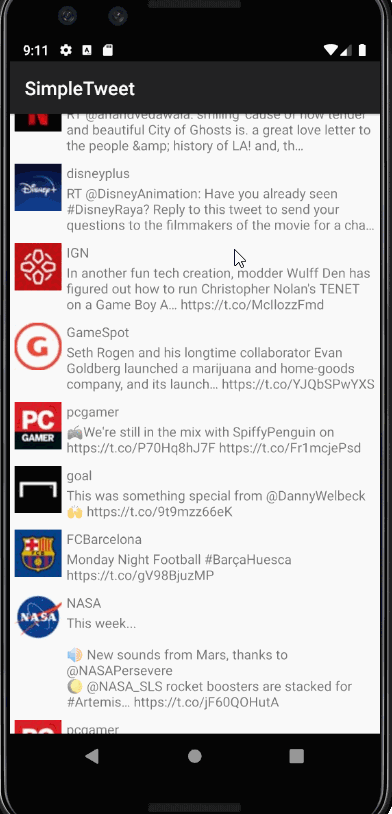 9:11
SimpleTweet
RT @anandvedawala: smiling 'cause of how tender
and beautiful City of Ghosts is. a great love letter to
the people &amp; history of LA! and, th…
Disney+
disneyplus
RT @DisneyAnimation: Have you already seen
#DisneyRaya? Reply to this tweet to send your
questions to the filmmakers of the movie for a cha…
IGN
In another fun tech creation, modder Wulff Den has
figured out how to run Christopher Nolan's TENET
on a Game Boy A… https://t.co/McIlozzFmd
G
GameSpot
Seth Rogen and his longtime collaborator Evan
Goldberg launched a marijuana and home-goods
company, and its launch… https://t.co/YJQbSPwYXS
PC
GAMER
pcgamer
🎮We're still in the mix with SpiffyPenguin on
https://t.co/P70Hq8hJ7F https://t.co/Fr1mcjePsd
goal
This was something special from @DannyWelbeck
🙌 https://t.co/9t9mzz66eK
FCBarcelona
Monday Night Football #BarçaHuesca
https://t.co/gV98BjuzMP
NASA
NASA
This week...
💨 New sounds from Mars, thanks to
@NASAPersevere
🌔 @NASA_SLS rocket boosters are stacked for
#Artemis… https://t.co/jF60QOHutA
pcgamer